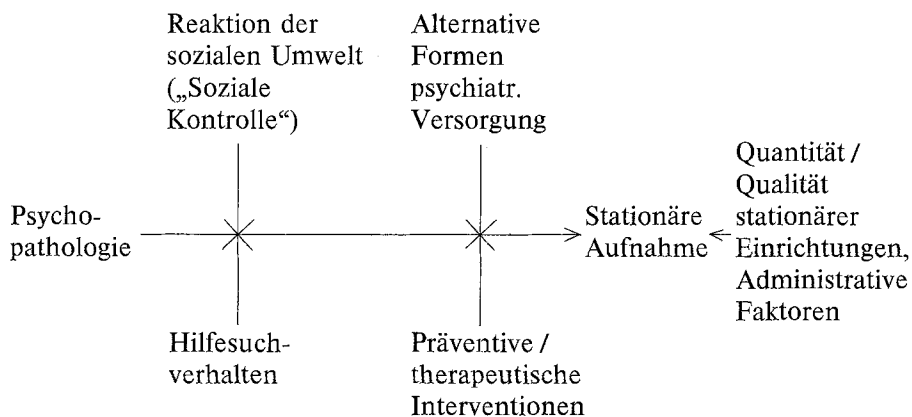 Reaktion der
sozialen Umwelt
(„Soziale
Kontrolle“)
Alternative
Formen
psychiatr.
Versorgung
Psycho-
pathologie
Stationäre
Aufnahme
Quantität /
Qualität
stationärer
Einrichtungen,
Administrative
Faktoren
Hilfesuch-
verhalten
Präventive /
therapeutische
Interventionen